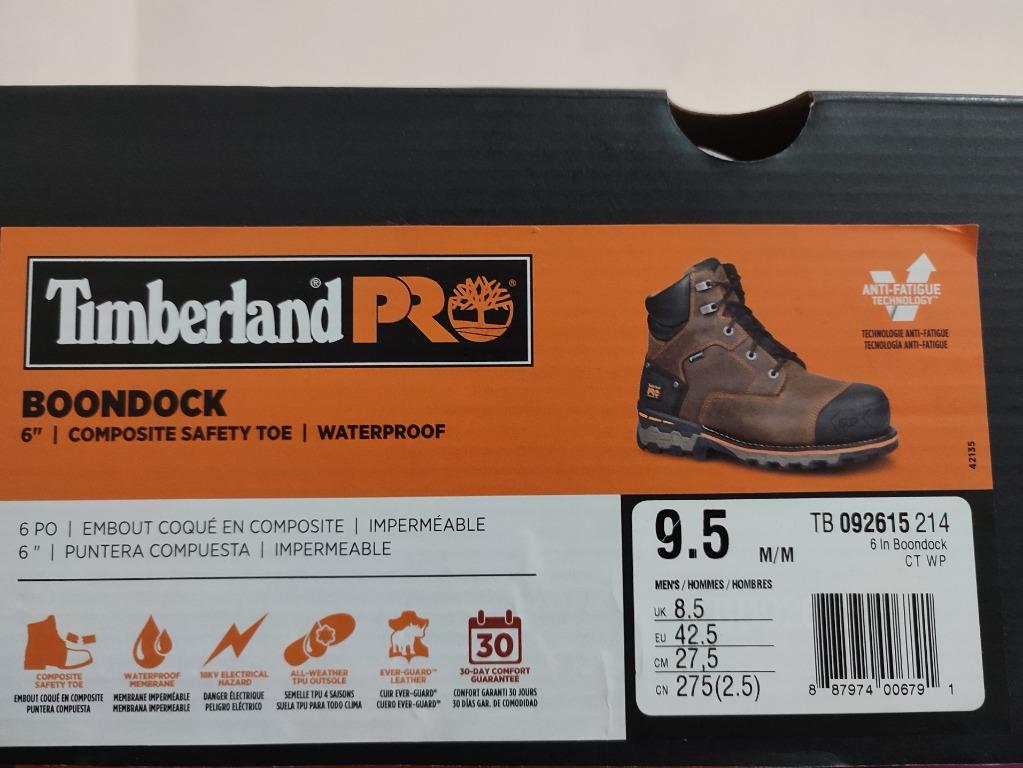 Timberland® PRO®
BOONDOCK
6" | COMPOSITE SAFETY TOE | WATERPROOF
ANTI-FATIGUE
TECHNOLOGY™
TECHNOLOGIE ANTI-FATIGUE
TECNOLOGÍA ANTI-FATIGUE
42135
6 PO | EMBOUT COQUÉ EN COMPOSITE | IMPERMÉABLE
6 " | PUNTERA COMPUESTA | IMPERMEABLE
COMPOSITE
SAFETY TOE
EMBOUT COQUÉ EN COMPOSITE
PUNTERA COMPUESTA
WATERPROOF
MEMBRANE
MEMBRANE IMPERMÉABLE
MEMBRANA IMPERMEABLE
18KV ELECTRICAL
HAZARD
DANGER ÉLECTRIQUE
PELIGRO ELÉCTRICO
ALL-WEATHER
TPU OUTSOLE
SEMELLE TPU 4 SAISONS
SUELA TPU PARA TODO CLIMA
EVER-GUARD™
LEATHER
CUIR EVER-GUARD™
CUERO EVER-GUARD™
30
30-DAY COMFORT
GUARANTEE
CONFORT GARANTI 30 JOURS
30 DÍAS GAR. DE COMODIDAD
9.5 M/M
MEN'S / HOMMES / HOMBRES
UK 8.5
EU 42.5
CM 27,5
CN 275(2.5)
TB 092615 214
6 In Boondock
CT WP
8 87974 00679 1